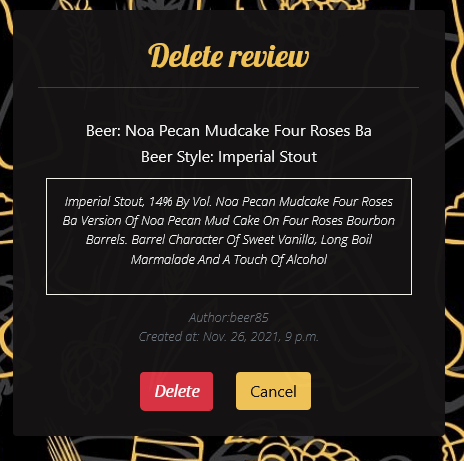 Delete review
Beer: Noa Pecan Mudcake Four Roses Ba
Beer Style: Imperial Stout
Imperial Stout, 14% By Vol. Noa Pecan Mudcake Four Roses
Ba Version Of Noa Pecan Mud Cake On Four Roses Bourbon
Barrels. Barrel Character Of Sweet Vanilla, Long Boil
Marmalade And A Touch Of Alcohol
Author:beer85
Created at: Nov. 26, 2021, 9 p.m.
Delete Cancel